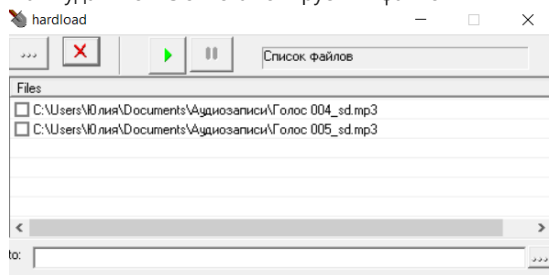 hardload
...
Список файлов
Files
C:\Users\Юлия\Documents\Аудиозаписи\Голос 004_sd.mp3
C:\Users\Юлия\Documents\Аудиозаписи\Голос 005_sd.mp3
to:
...